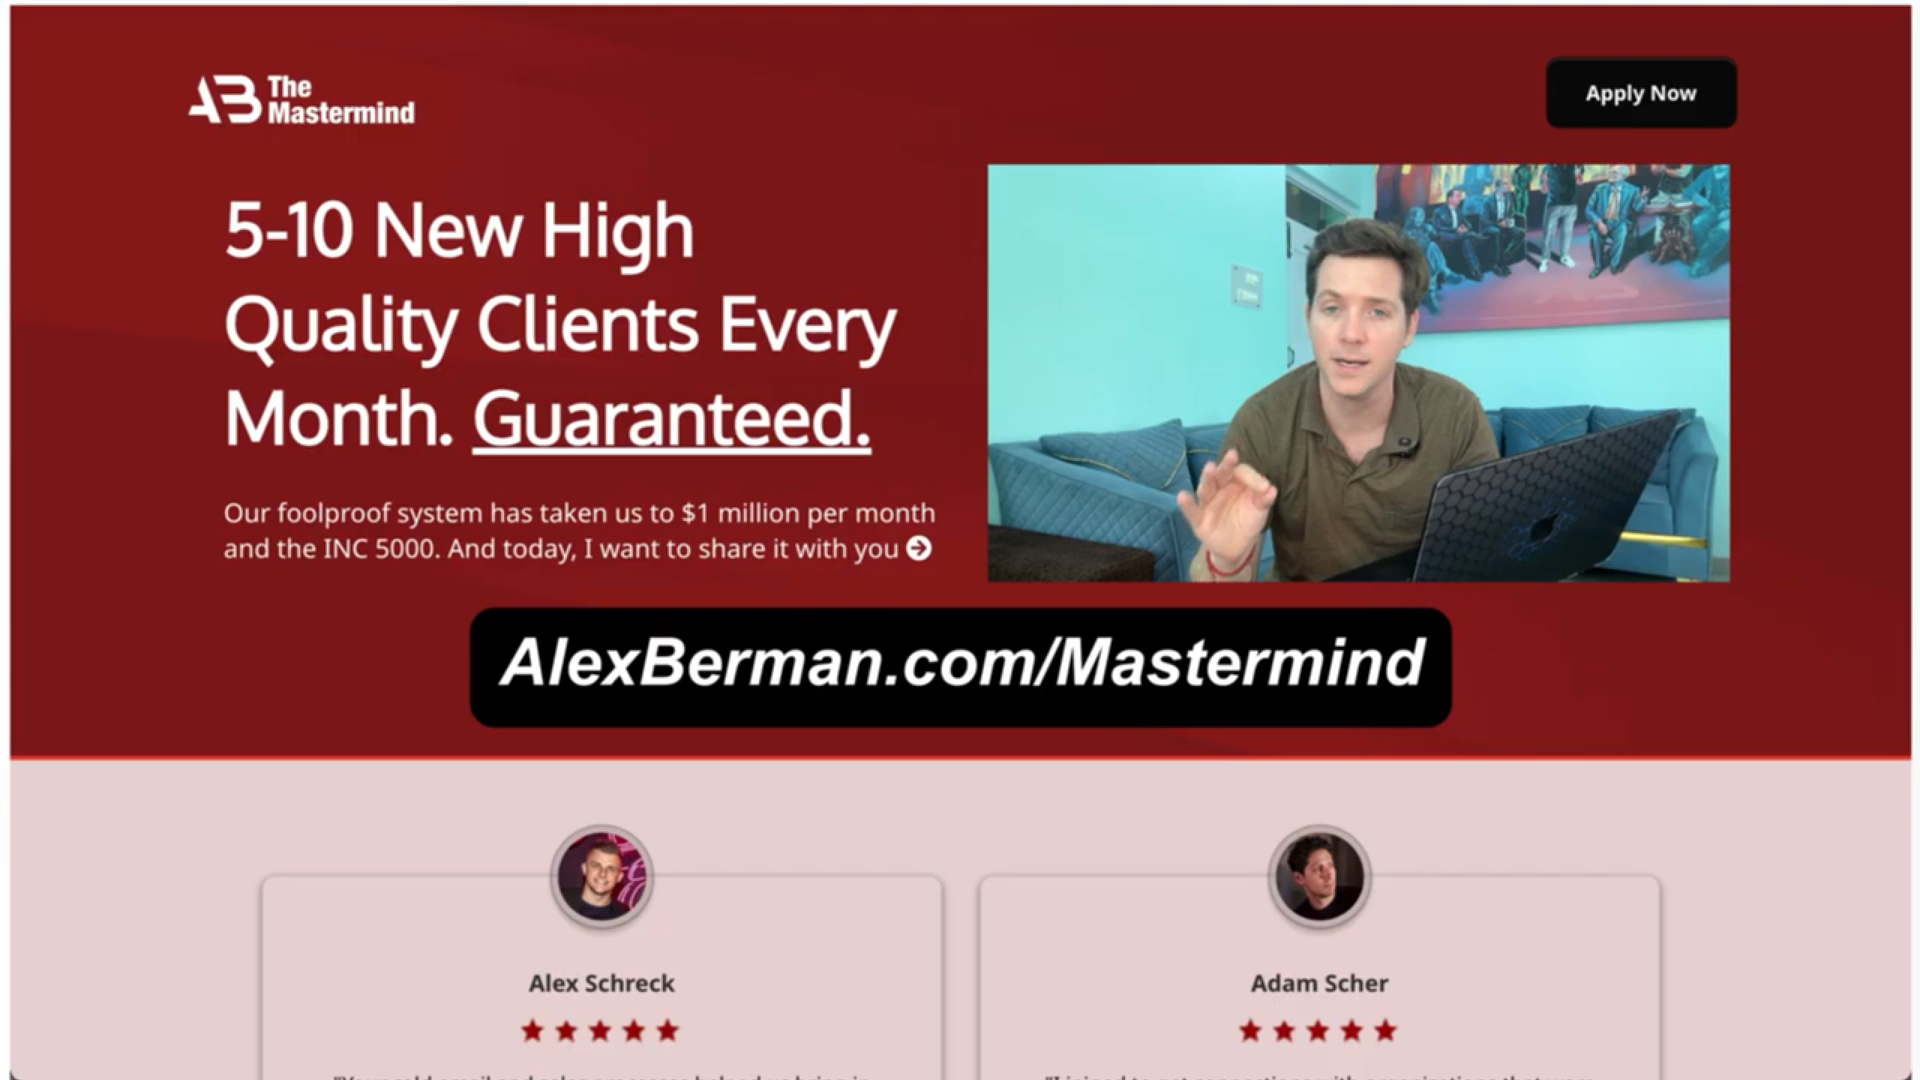 The
Mastermind
Apply Now
5-10 New High
Quality Clients Every
Month. Guaranteed.
Our foolproof system has taken us to $1 million per month
and the INC 5000. And today, I want to share it with you
AlexBerman.com/Mastermind
Alex Schreck
Adam Scher